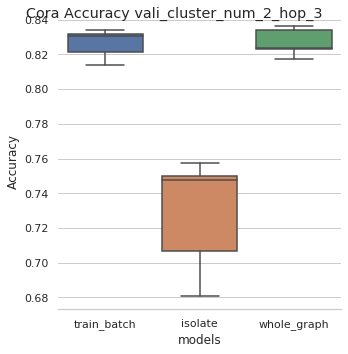 Cora Accuracy vali_cluster_num_2_hop_3
0.84
0.82
0.80
0.78
0.76
0.74
0.72
0.70
0.68
Accuracy
train_batch isolate whole_graph
models